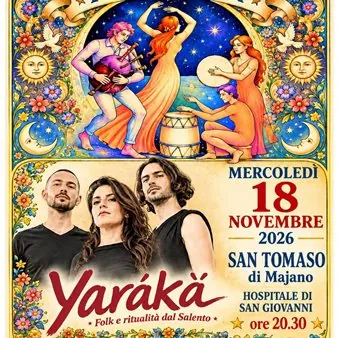 MERCOLEDÌ
18
NOVEMBRE
2026
SAN TOMASO
di Majano
HOSPITALE DI
SAN GIOVANNI
ore 20.30
Yarákä
• Folk e ritualità dal Salento •